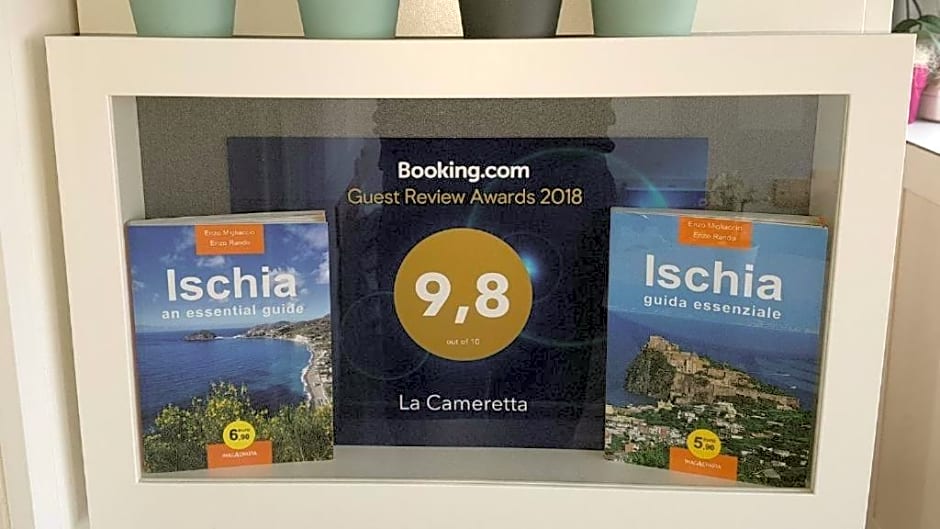 Booking.com
Guest Review Awards 2018
9,8
out of 10
La Cameretta
Enzo Migliaccio
Enzo Rando
Ischia
an essential guide
6,90
Enzo Migliaccio
Enzo Rando
Ischia
guida essenziale
5,90